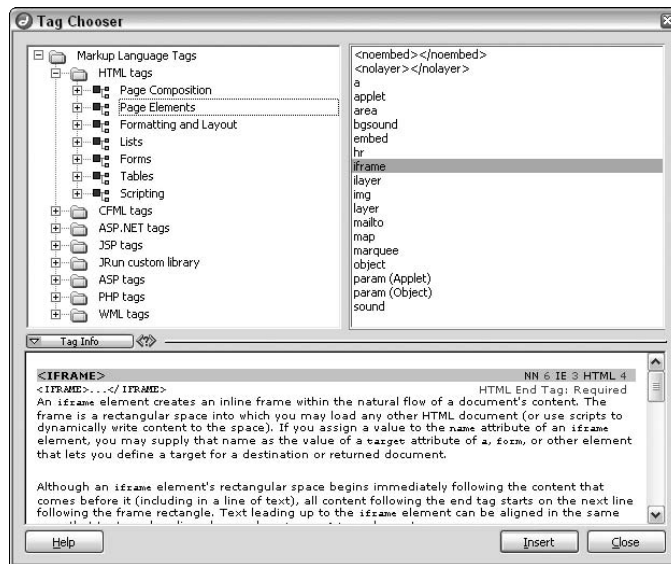 Tag Chooser
Markup Language Tags
HTML tags
Page Composition
Page Elements
Formatting and Layout
Lists
Forms
Tables
Scripting
CFML tags
ASP.NET tags
JSP tags
JRun custom library
ASP tags
PHP tags
WML tags
<noembed></noembed>
<nolayer></nolayer>
a
applet
area
bgsound
embed
hr
iframe
ilayer
img
layer
mailto
map
marquee
object
param (Applet)
param (Object)
sound
Tag Info
<IFRAME> NN 6 IE 3 HTML 4
<IFRAME>...</IFRAME> HTML End Tag: Required
An iframe element creates an inline frame within the natural flow of a document's content. The
frame is a rectangular space into which you may load any other HTML document (or use scripts to
dynamically write content to the space). If you assign a value to the name attribute of an iframe
element, you may supply that name as the value of a target attribute of a, form, or other element
that lets you define a target for a destination or returned document.
Although an iframe element's rectangular space begins immediately following the content that
comes before it (including in a line of text), all content following the end tag starts on the next line
following the frame rectangle. Text leading up to the iframe element can be aligned in the same
Help
Insert
Close